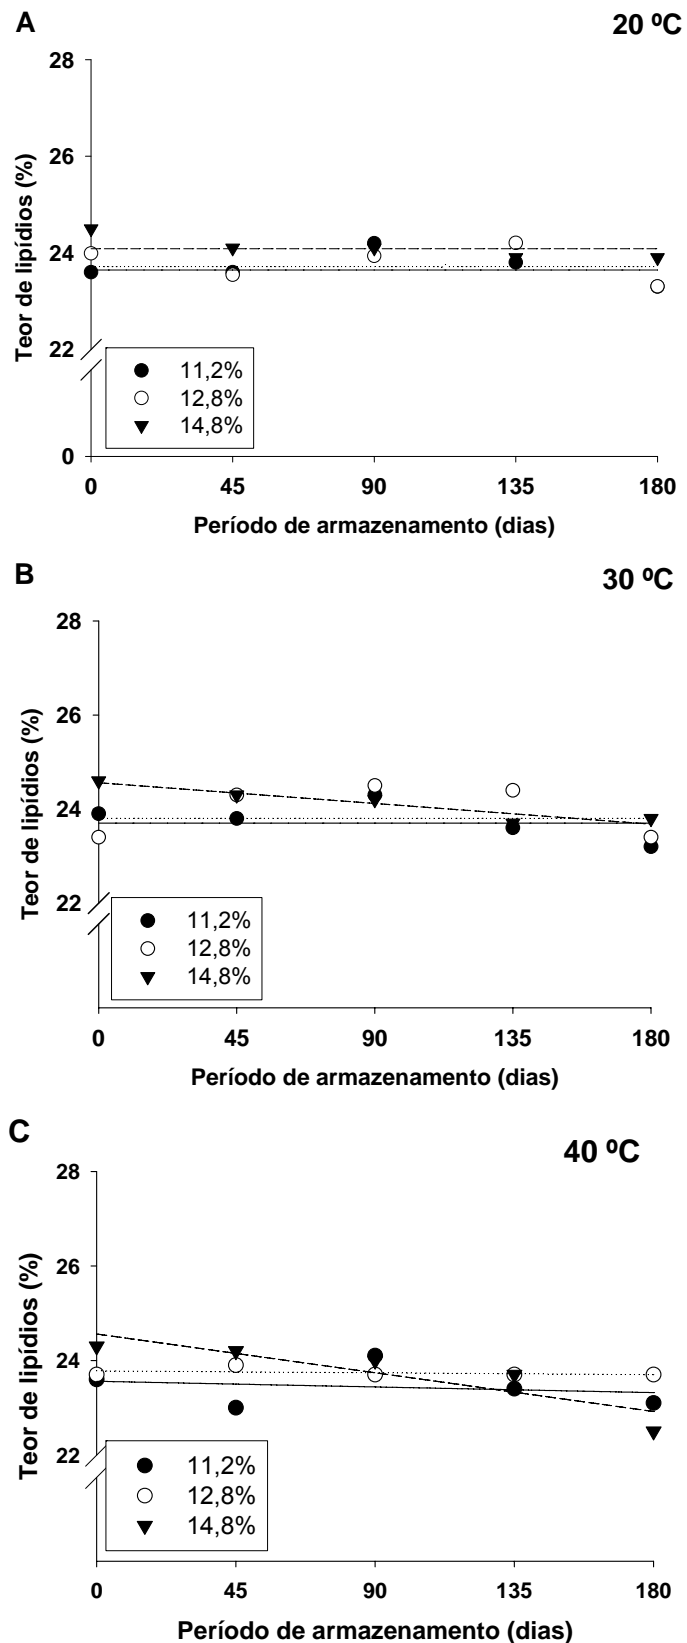 A
20 ºC
Teor de lipídios (%)
28
26
24
22
0
11,2%
12,8%
14,8%
0 45 90 135 180
Período de armazenamento (dias)
B
30 ºC
Teor de lipídios (%)
28
26
24
22
11,2%
12,8%
14,8%
0 45 90 135 180
Período de armazenamento (dias)
C
40 ºC
Teor de lipídios (%)
28
26
24
22
11,2%
12,8%
14,8%
0 45 90 135 180
Período de armazenamento (dias)